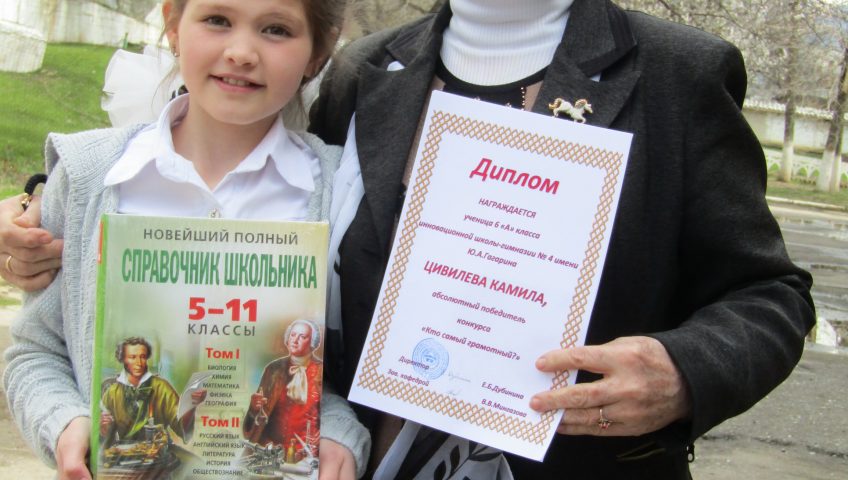 НОВЕЙШИЙ ПОЛНЫЙ
СПРАВОЧНИК ШКОЛЬНИКА
5–11
КЛАССЫ
Том I
БИОЛОГИЯ
ХИМИЯ
МАТЕМАТИКА
ФИЗИКА
ГЕОГРАФИЯ
Том II
РУССКИЙ ЯЗЫК
АНГЛИЙСКИЙ ЯЗЫК
ЛИТЕРАТУРА
ИСТОРИЯ
ОБЩЕСТВОЗНАНИЕ
Диплом
НАГРАЖДАЕТСЯ
ученица 6 «А» класса
инновационной школы-гимназии № 4 имени
Ю.А.Гагарина
ЦИВИЛЕВА КАМИЛА,
абсолютный победитель
конкурса
«Кто самый грамотный?»
Директор
Е.Б.Дубинина
Зав. кафедрой
В.В.Минавзова